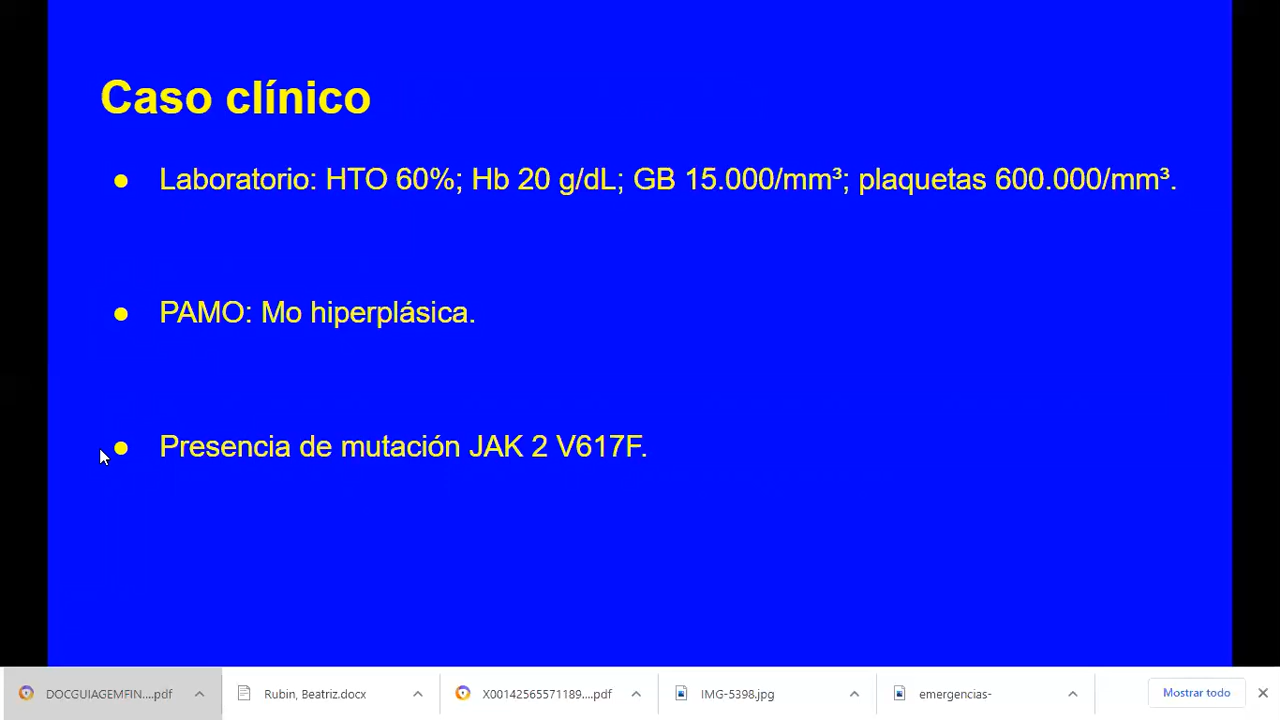 Caso clínico
● Laboratorio: HTO 60%; Hb 20 g/dL; GB 15.000/mm³; plaquetas 600.000/mm³.
● PAMO: Mo hiperplásica.
● Presencia de mutación JAK 2 V617F.
DOCGUIAGEMFIN....pdf
Rubin, Beatriz.docx
X00142565571189....pdf
IMG-5398.jpg
emergencias-
Mostrar todo